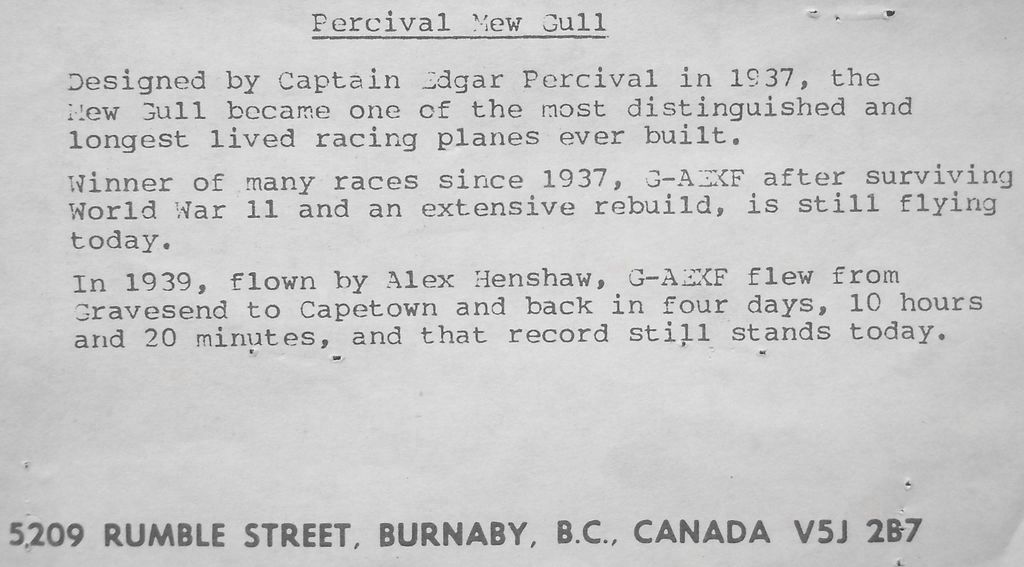 Percival Mew Gull
Designed by Captain Edgar Percival in 1937, the
Mew Gull became one of the most distinguished and
longest lived racing planes ever built.
Winner of many races since 1937, G-AEXF after surviving
World War 11 and an extensive rebuild, is still flying
today.
In 1939, flown by Alex Henshaw, G-AEXF flew from
Gravesend to Capetown and back in four days, 10 hours
and 20 minutes, and that record still stands today.
5209 RUMBLE STREET, BURNABY, B.C., CANADA V5J 2B7